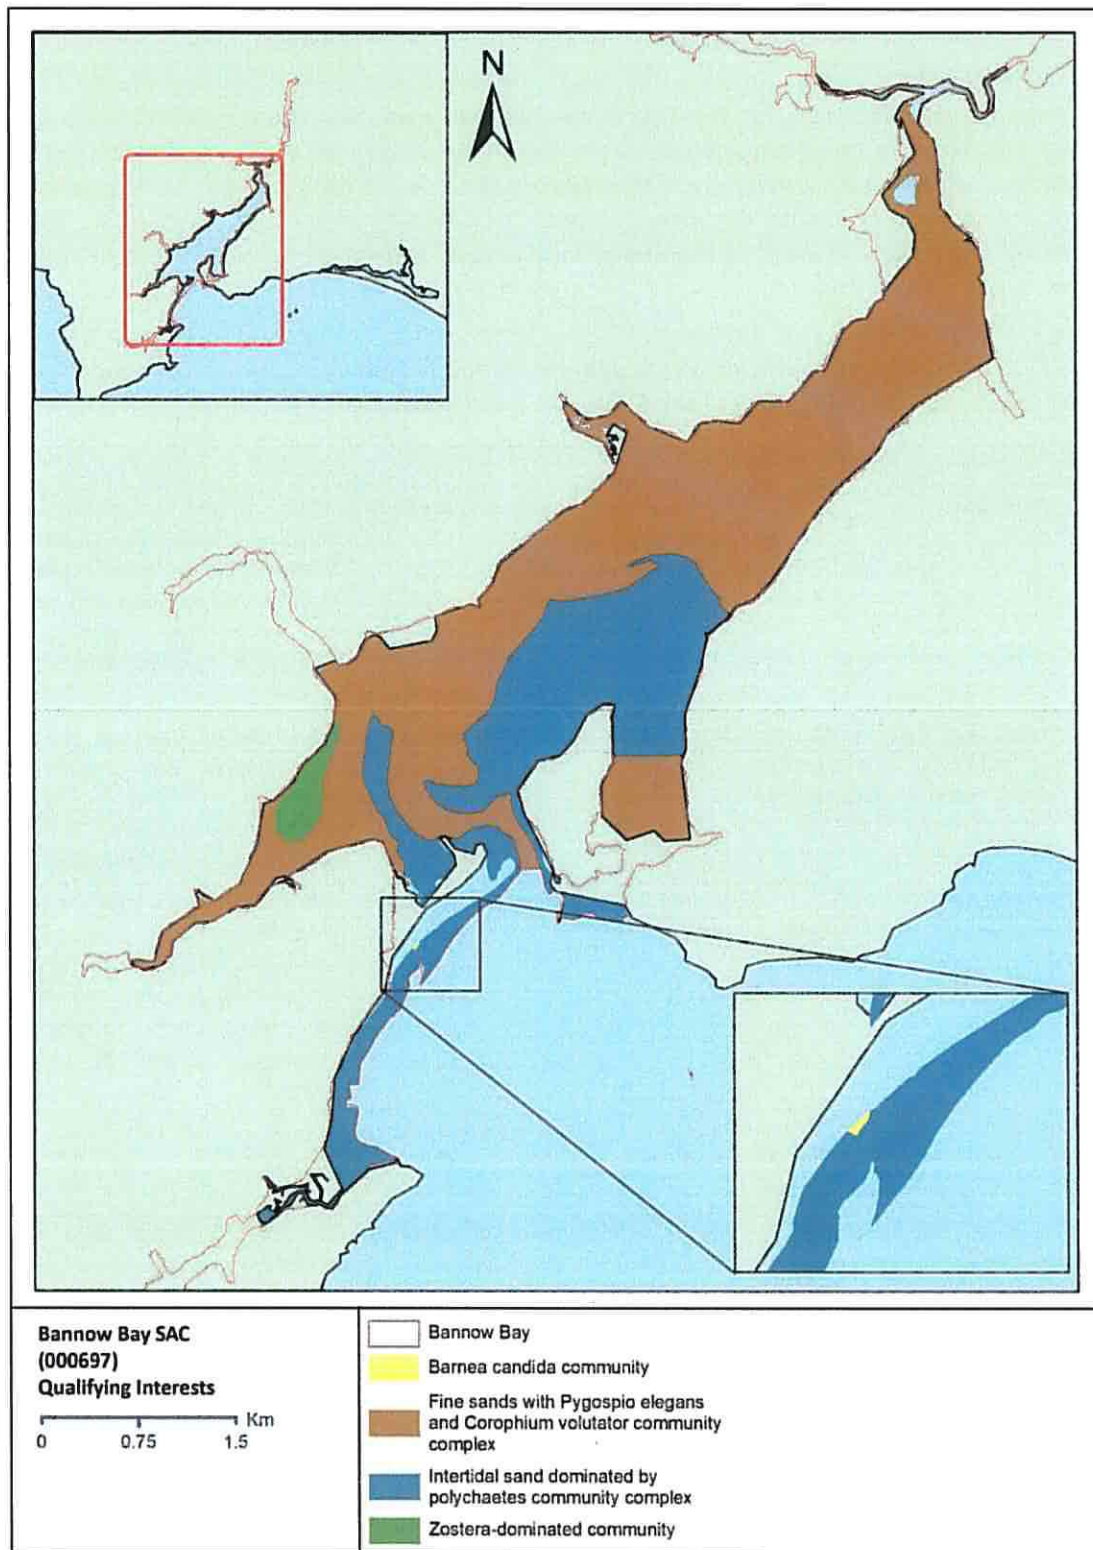 N
Bannow Bay SAC
(000697)
Qualifying Interests
Km
0 0.75 1.5
Bannow Bay
Barnea candida community
Fine sands with Pygospio elegans
and Corophium volutator community
complex
Intertidal sand dominated by
polychaetes community complex
Zostera-dominated community